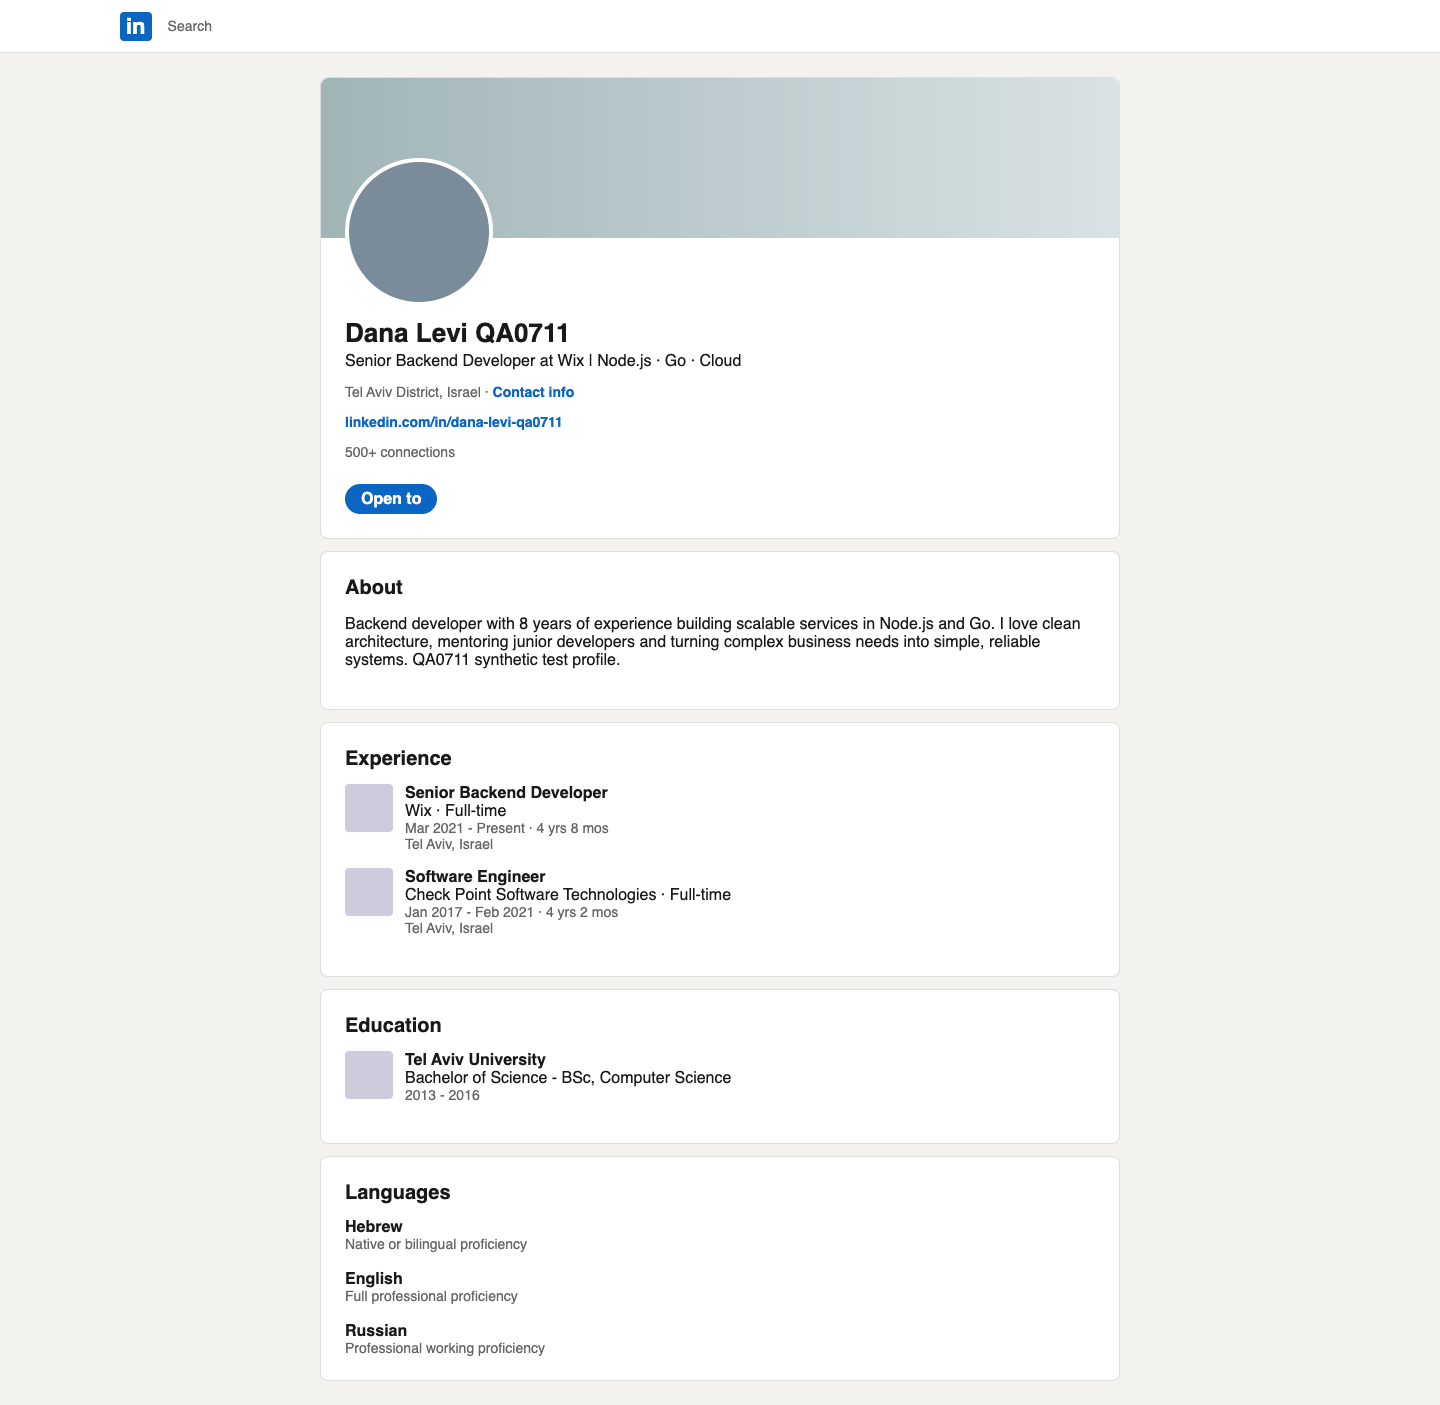 in
Search
Dana Levi QA0711
Senior Backend Developer at Wix | Node.js · Go · Cloud
Tel Aviv District, Israel · Contact info
linkedin.com/in/dana-levi-qa0711
500+ connections
Open to
About
Backend developer with 8 years of experience building scalable services in Node.js and Go. I love clean
architecture, mentoring junior developers and turning complex business needs into simple, reliable
systems. QA0711 synthetic test profile.
Experience
Senior Backend Developer
Wix · Full-time
Mar 2021 - Present · 4 yrs 8 mos
Tel Aviv, Israel
Software Engineer
Check Point Software Technologies · Full-time
Jan 2017 - Feb 2021 · 4 yrs 2 mos
Tel Aviv, Israel
Education
Tel Aviv University
Bachelor of Science - BSc, Computer Science
2013 - 2016
Languages
Hebrew
Native or bilingual proficiency
English
Full professional proficiency
Russian
Professional working proficiency